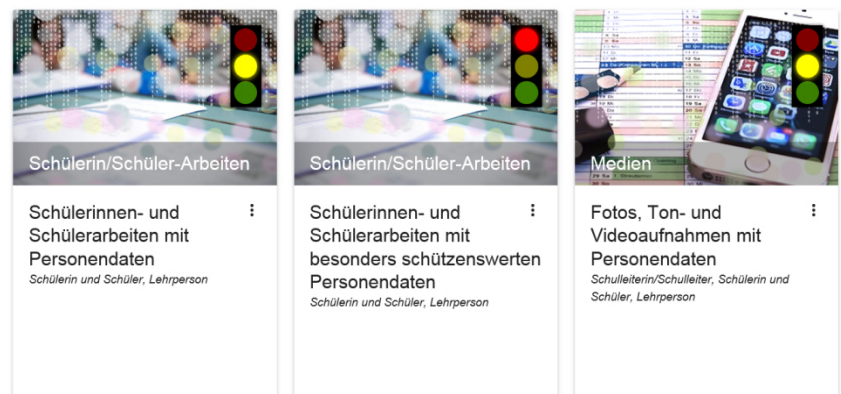 Schülerin/Schüler-Arbeiten
Schülerinnen- und
Schülerarbeiten mit
Personendaten
Schülerin und Schüler, Lehrperson
Schülerin/Schüler-Arbeiten
Schülerinnen- und
Schülerarbeiten mit
besonders schützenswerten
Personendaten
Schülerin und Schüler, Lehrperson
Medien
Fotos, Ton- und
Videoaufnahmen mit
Personendaten
Schulleiterin/Schulleiter, Schülerin und
Schüler, Lehrperson